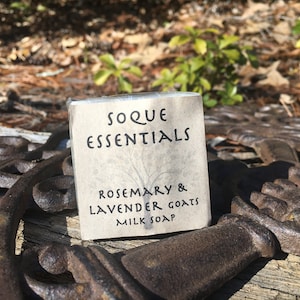 SOQUE
ESSENTIALS
ROSEMARY &
LAVENDER GOATS
MILK SOAP